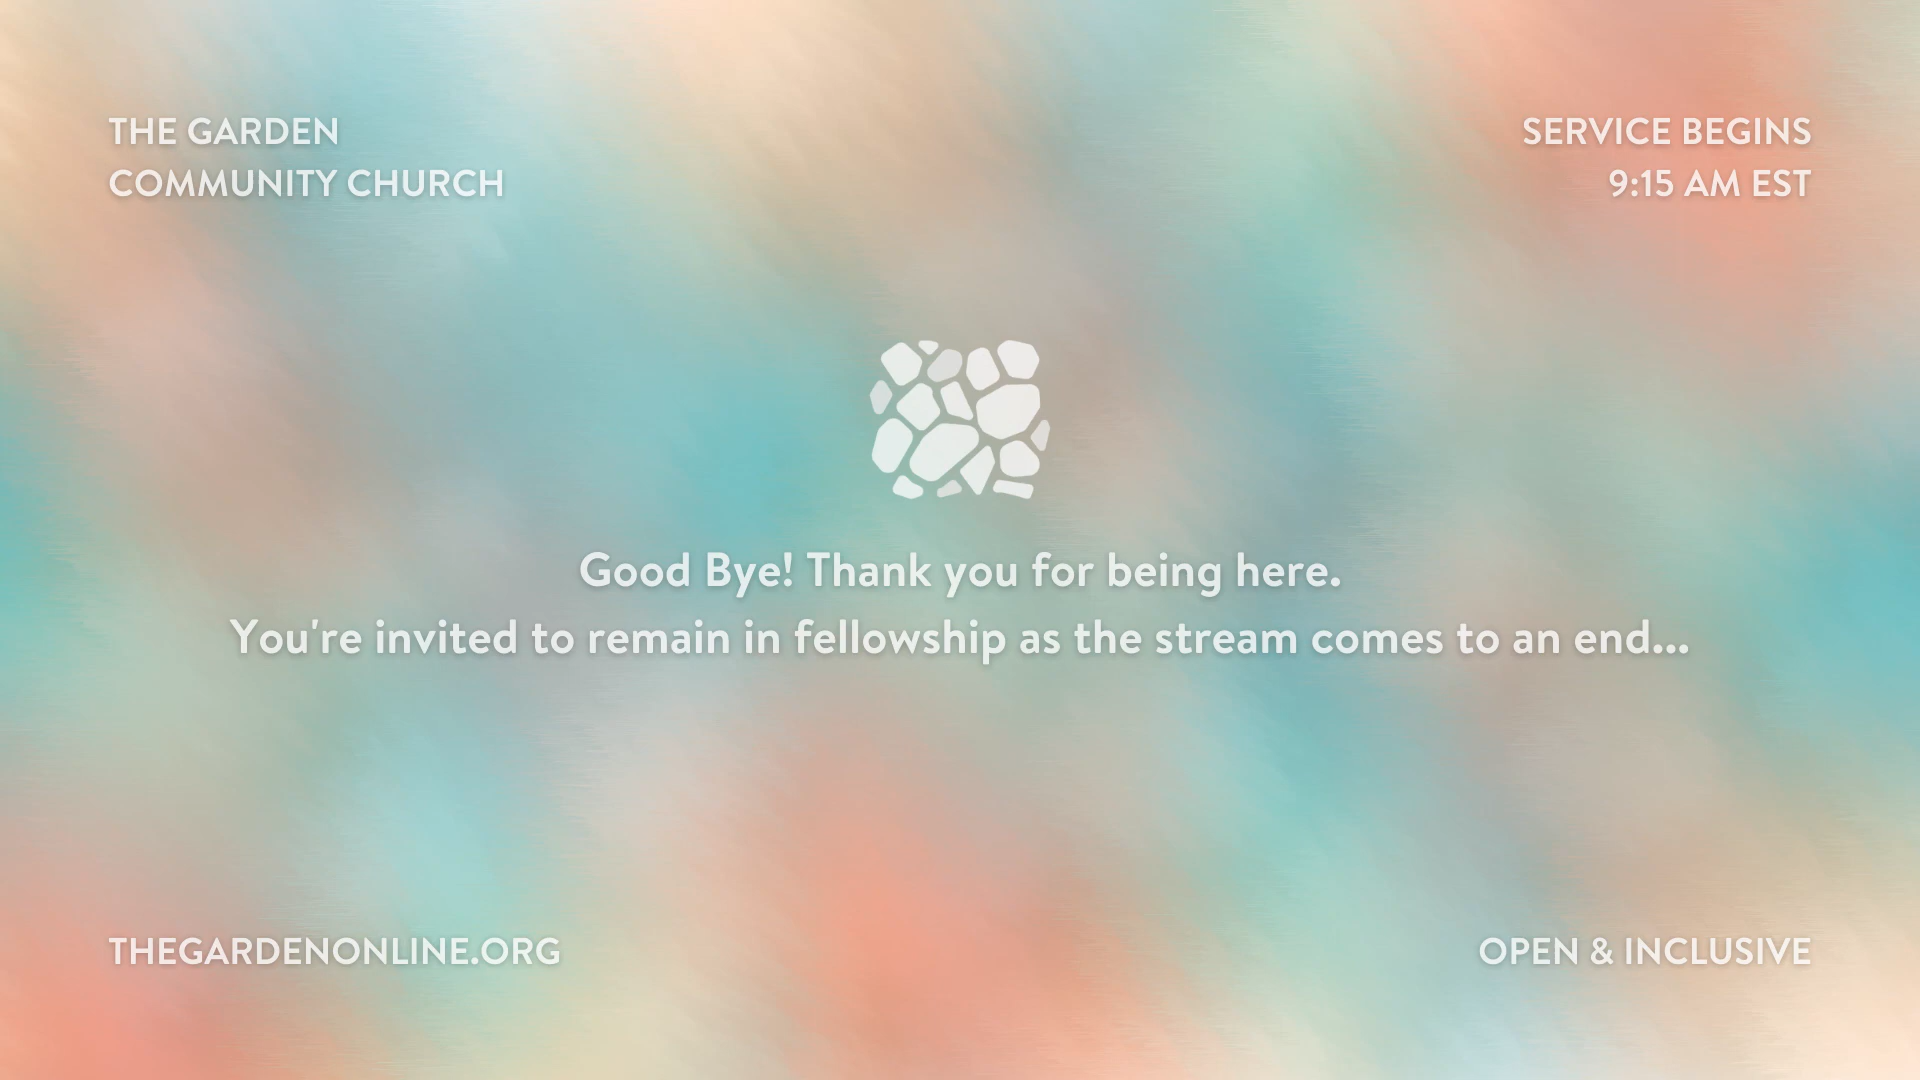 THE GARDEN
COMMUNITY CHURCH
SERVICE BEGINS
9:15 AM EST
Good Bye! Thank you for being here.
You're invited to remain in fellowship as the stream comes to an end...
THEGARDENONLINE.ORG
OPEN & INCLUSIVE